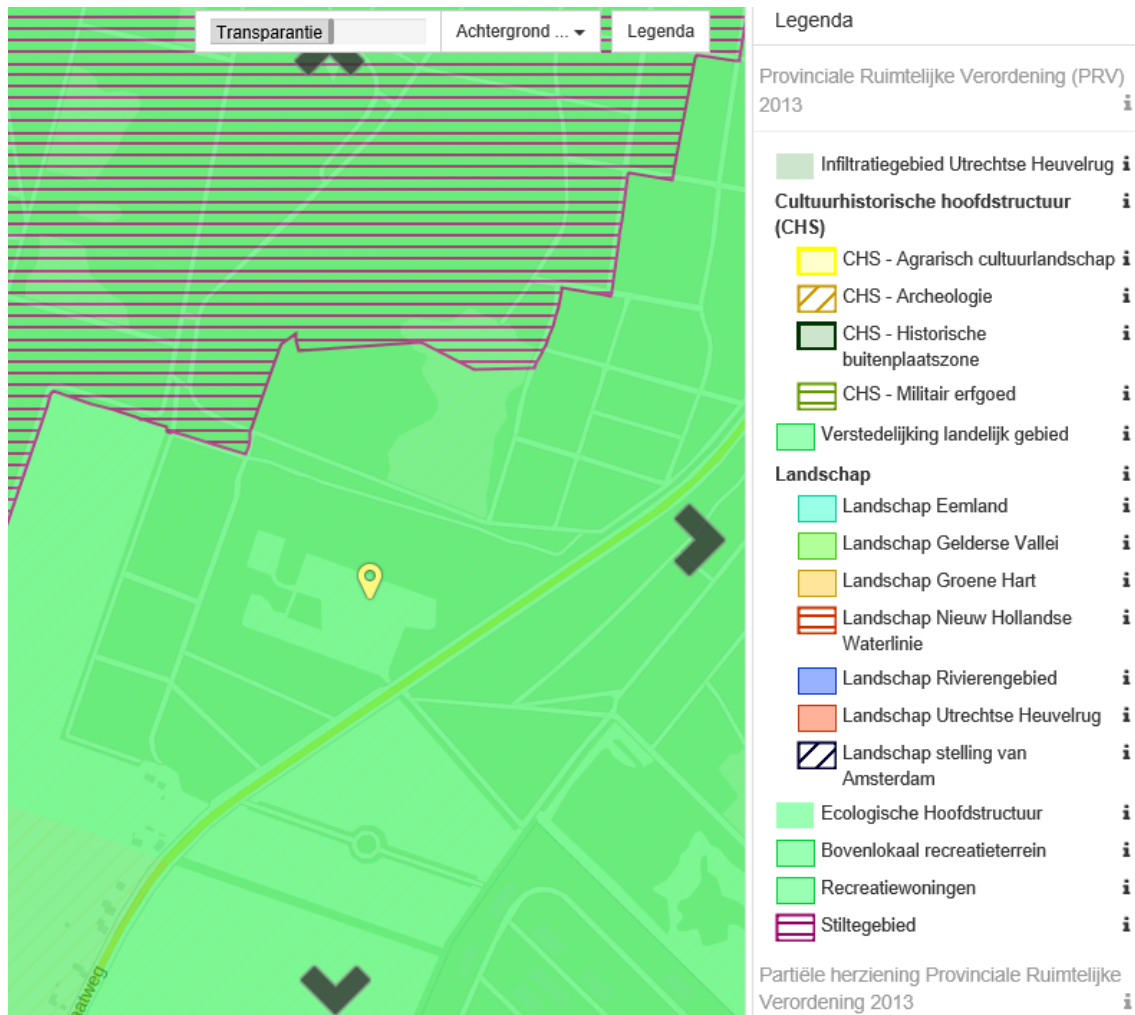 Transparantie
Achtergrond ...
Legenda
Legenda
Provinciale Ruimtelijke Verordening (PRV)
2013
Infiltratiegebied Utrechtse Heuvelrug
Cultuurhistorische hoofdstructuur
(CHS)
CHS - Agrarisch cultuurlandschap
CHS - Archeologie
CHS - Historische
buitenplaatszone
CHS - Militair erfgoed
Verstedelijking landelijk gebied
Landschap
Landschap Eemland
Landschap Gelderse Vallei
Landschap Groene Hart
Landschap Nieuw Hollandse
Waterlinie
Landschap Rivierengebied
Landschap Utrechtse Heuvelrug
Landschap stelling van
Amsterdam
Ecologische Hoofdstructuur
Bovenlokaal recreatieterrein
Recreatiewoningen
Stiltegebied
Partiële herziening Provinciale Ruimtelijke
Verordening 2013